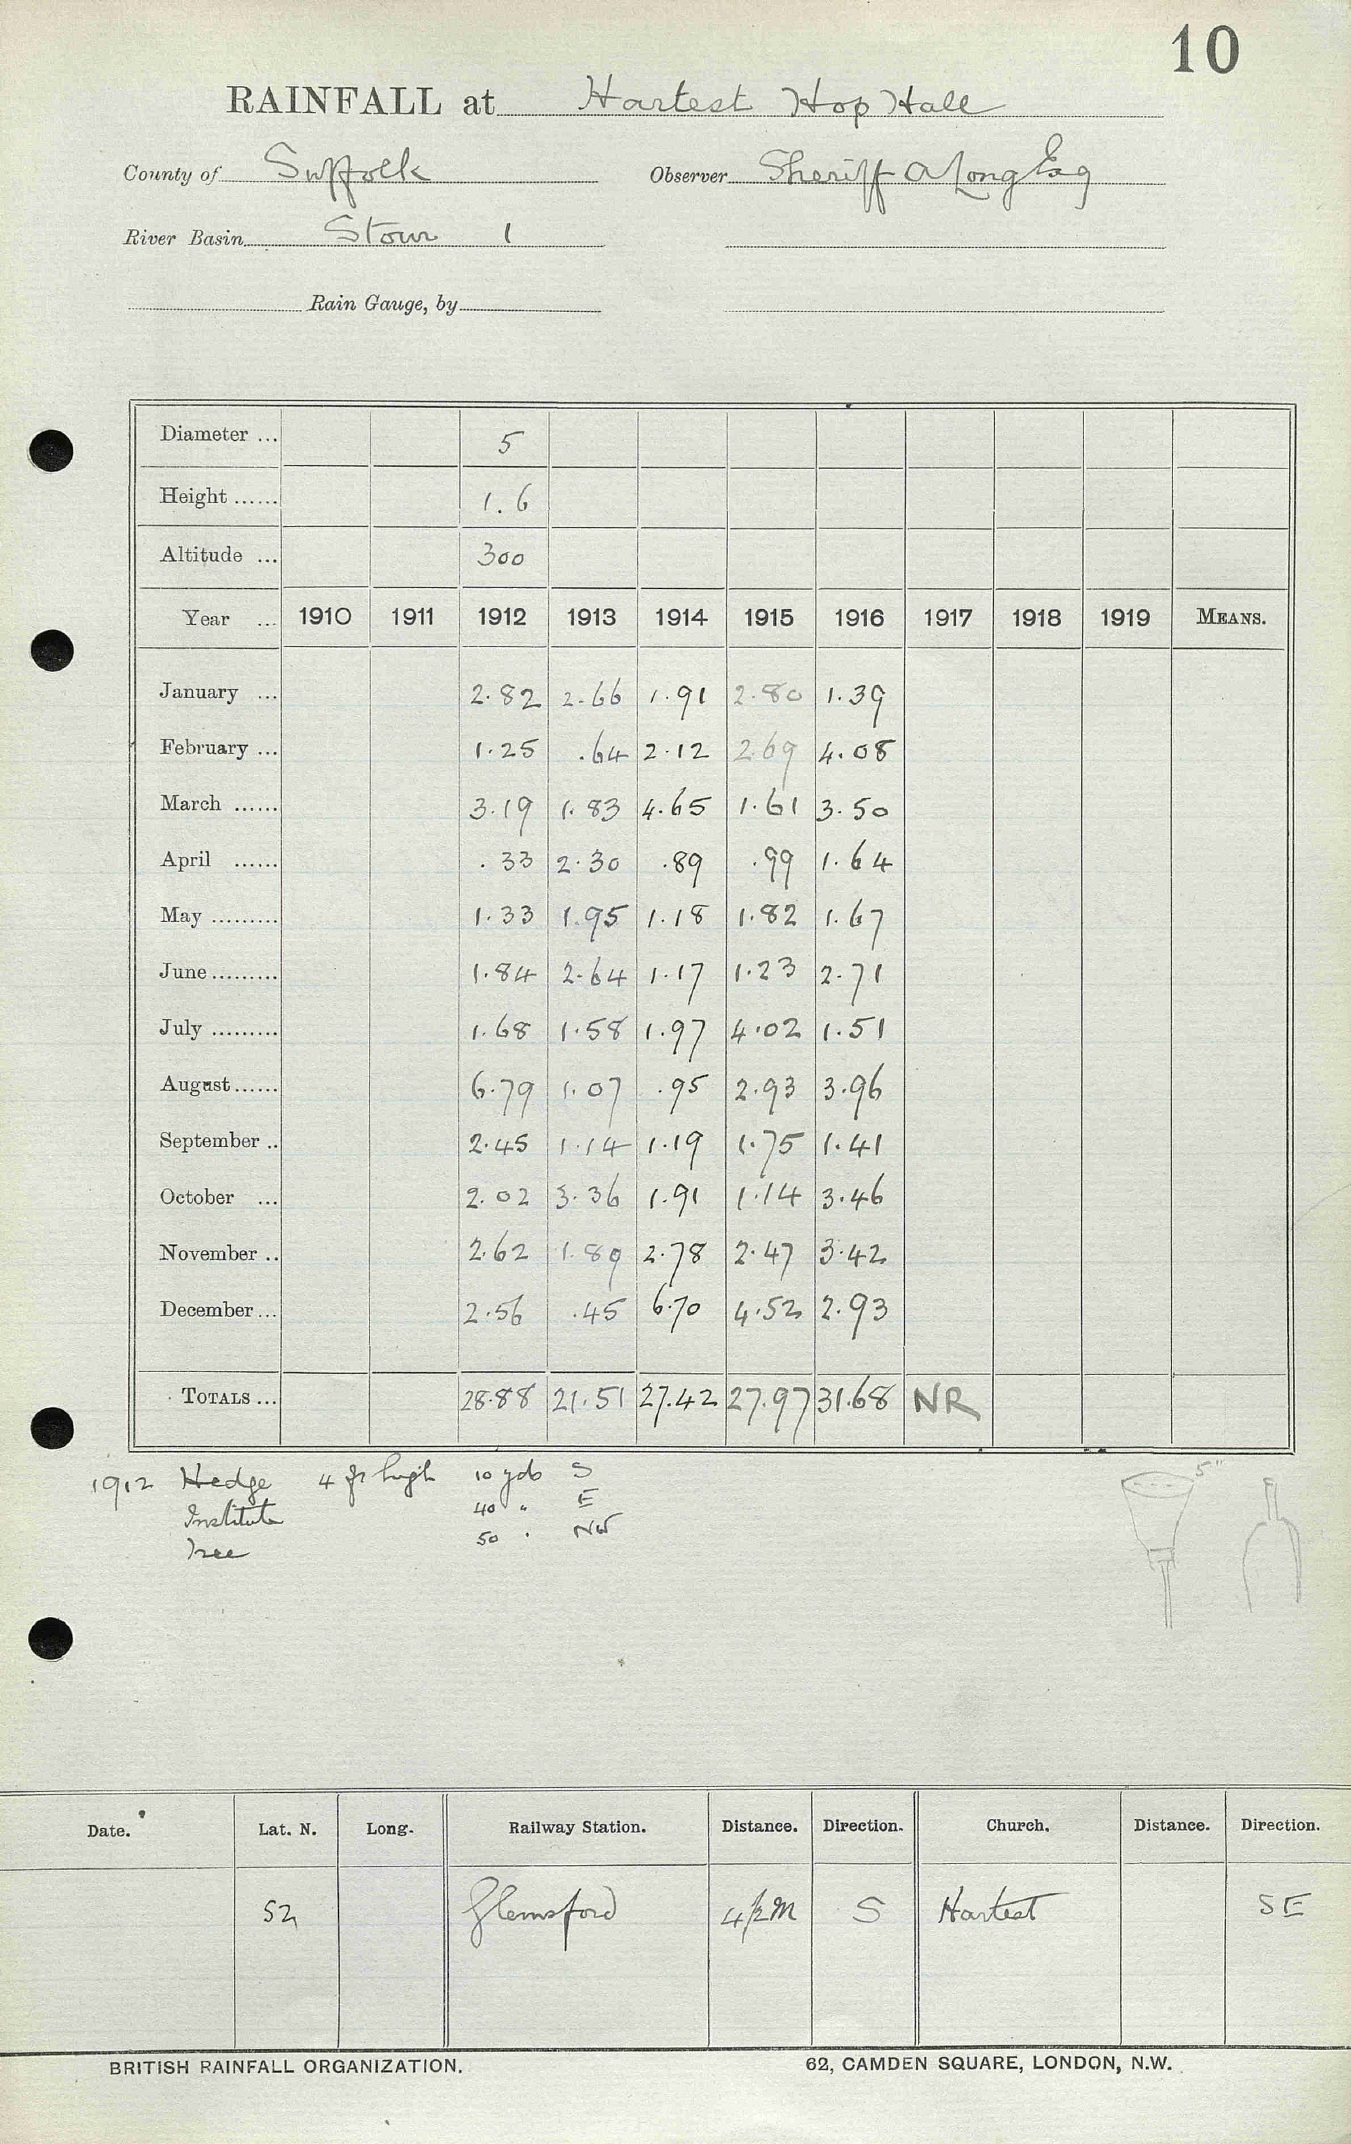 10
RAINFALL at Hartest Hop Hall
County of Suffolk Observer Sheriff A Long Esq
River Basin Stour 1
Rain Gauge, by
Diameter ... 5
Height ...... 1.6
Altitude ... 300
Year ... 1910 1911 1912 1913 1914 1915 1916 1917 1918 1919 MEANS.
January ... 2.82 2.66 1.91 2.80 1.39
February ... 1.25 .64 2.12 2.69 4.08
March ...... 3.19 1.83 4.65 1.61 3.50
April ...... .33 2.30 .89 .99 1.64
May ......... 1.33 1.95 1.18 1.82 1.67
June ......... 1.84 2.64 1.17 1.23 2.71
July ......... 1.68 1.58 1.97 4.02 1.51
August ...... 6.79 1.07 .95 2.93 3.96
September .. 2.45 1.14 1.19 1.75 1.41
October ... 2.02 3.36 1.91 1.14 3.46
November .. 2.62 1.89 2.78 2.47 3.42
December ... 2.56 .45 6.70 4.52 2.93
TOTALS ... 28.88 21.51 27.42 27.97 31.68 NR
1912 Hedge 4 ft high 10 yds S
Institute 40 " E
Tree 50 " NW
5"
Date. Lat. N. Long. Railway Station. Distance. Direction. Church. Distance. Direction.
52 Glemsford 4½ M S Hartest SE
BRITISH RAINFALL ORGANIZATION. 62, CAMDEN SQUARE, LONDON, N.W.